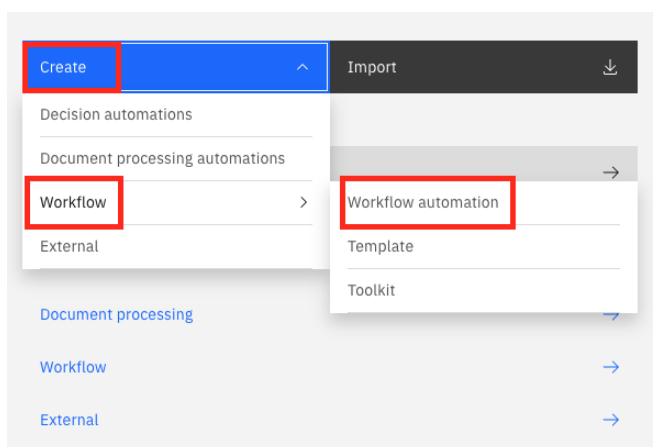 Create
Import
Decision automations
Document processing automations
Workflow
Workflow automation
External
Template
Toolkit
Document processing
Workflow
External